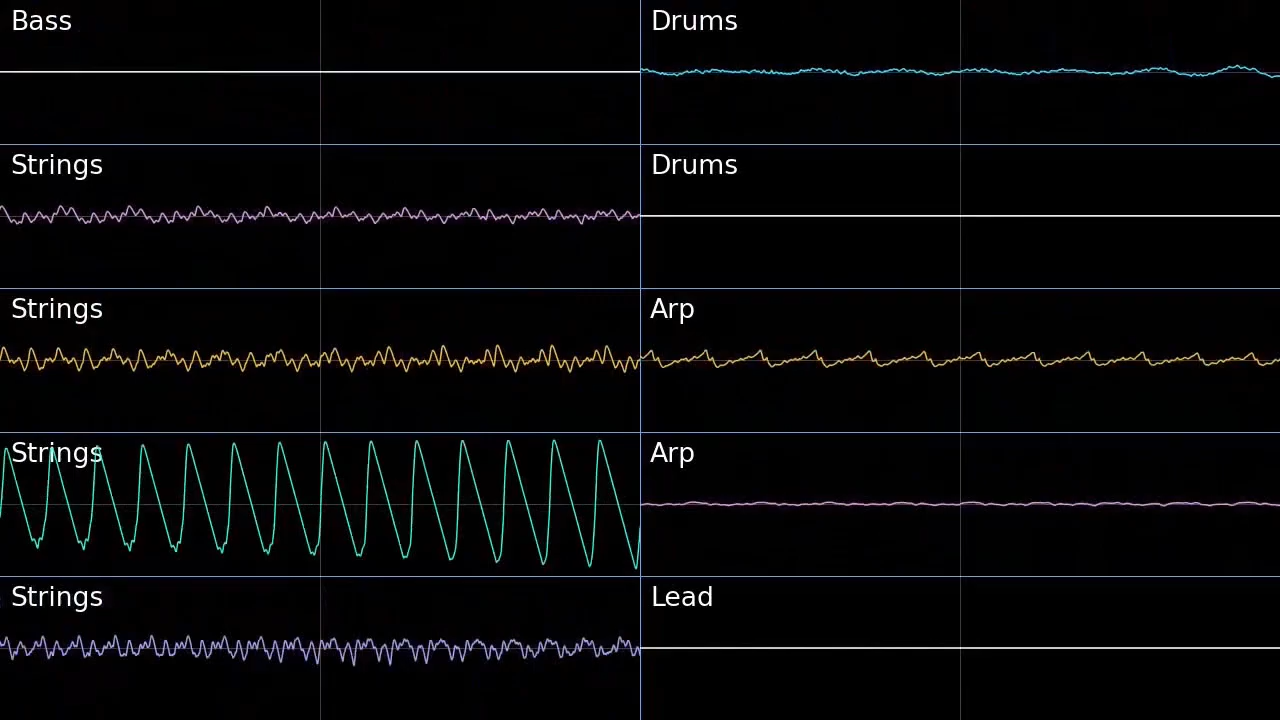 Bass
Drums
Strings
Drums
Strings
Arp
Strings
Arp
Strings
Lead